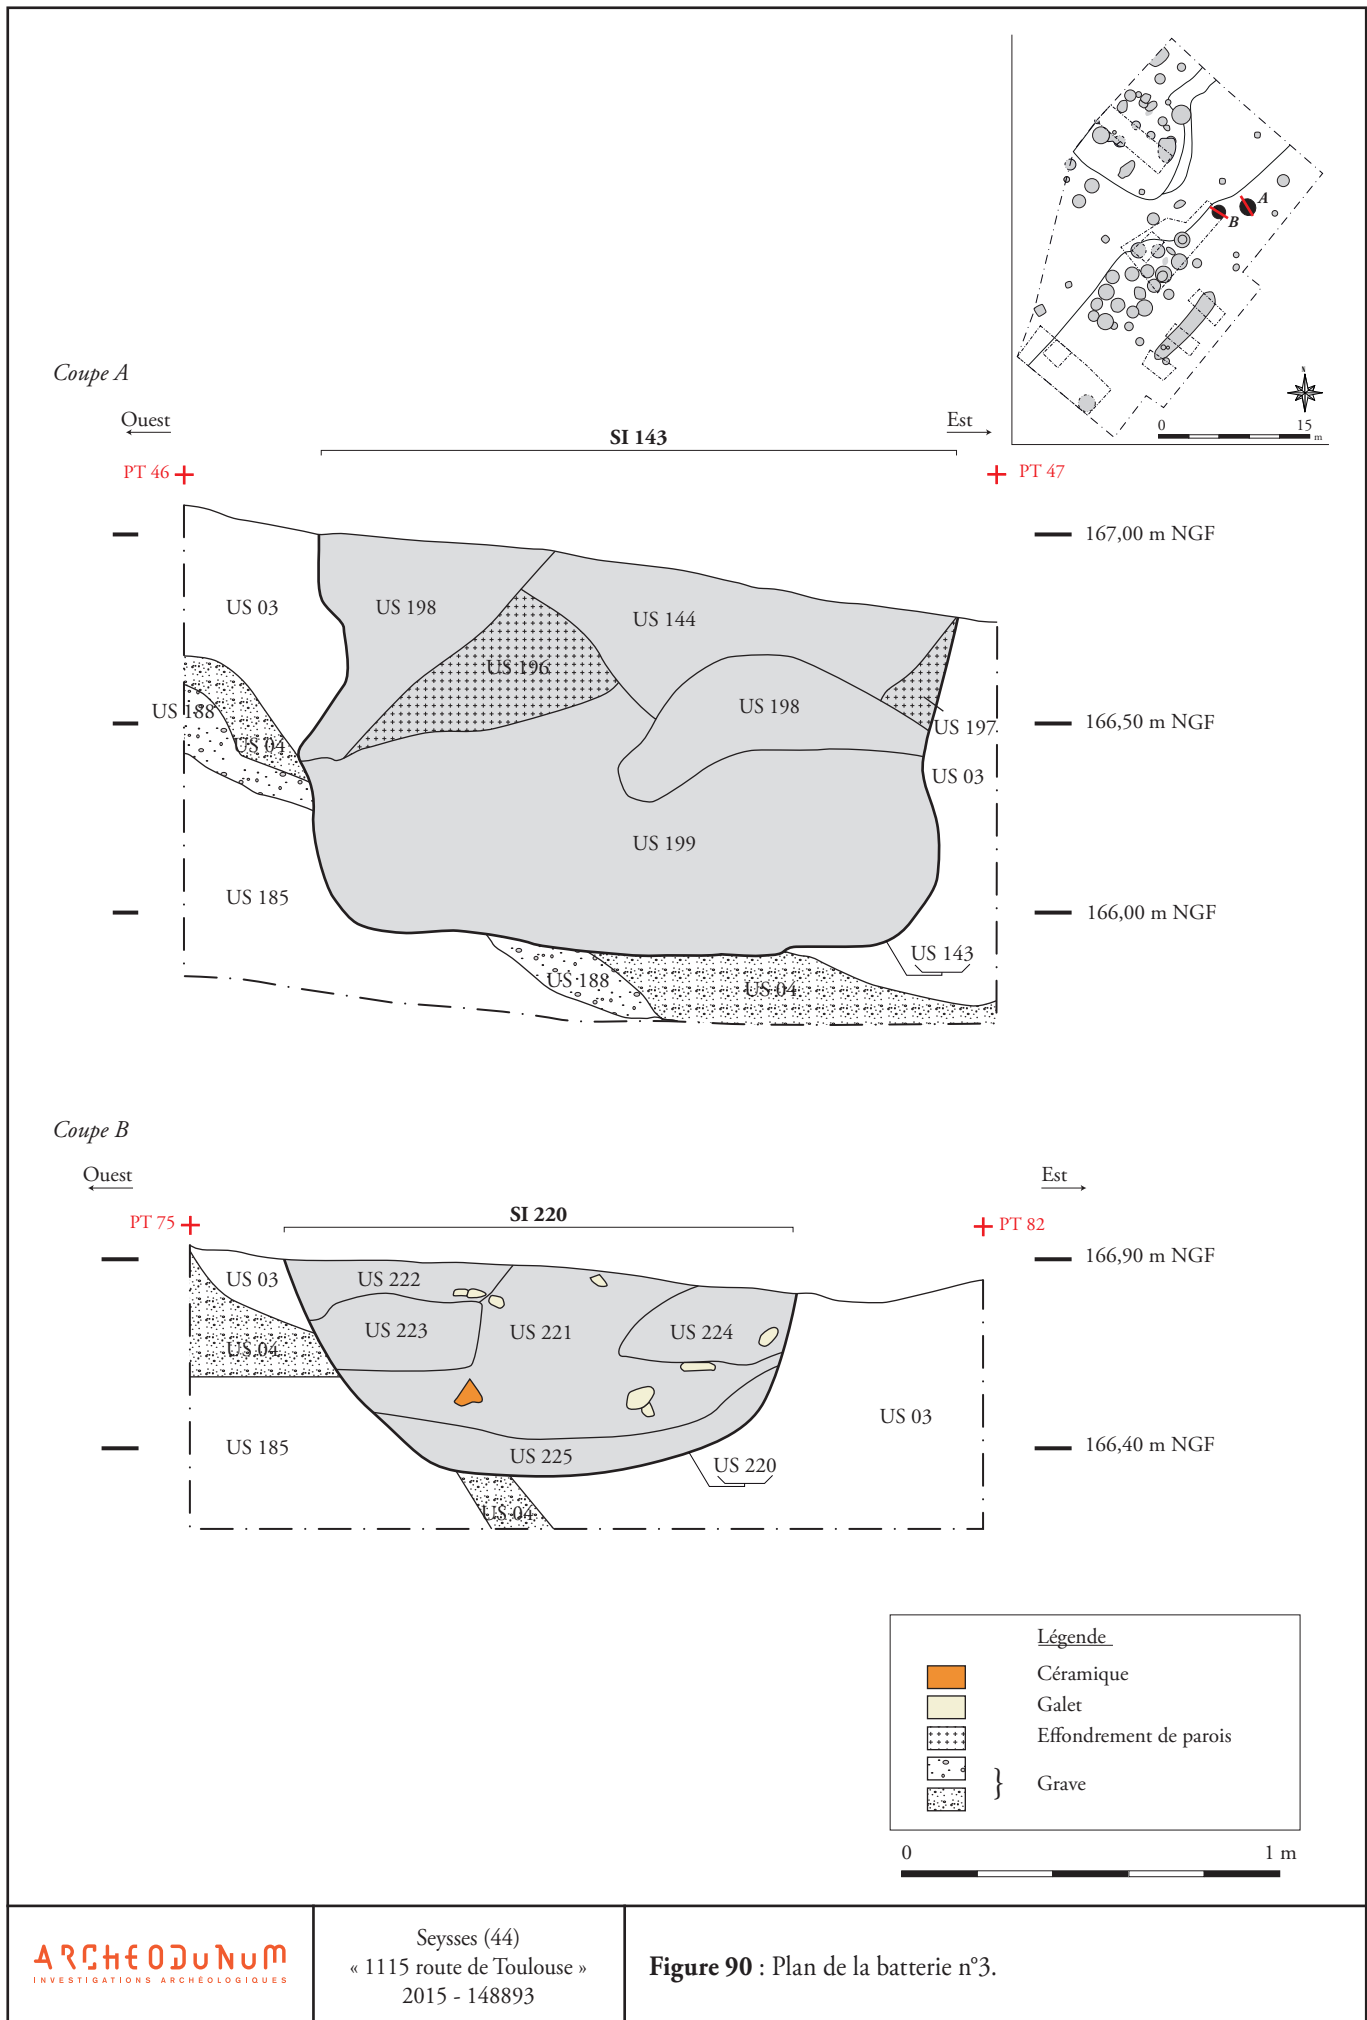 N
A
B
0 15
m
Coupe A
Ouest
Est
SI 143
PT 46
PT 47
167,00 m NGF
US 03
US 198
US 144
US 196
US 198
US 188
US 197
166,50 m NGF
US 04
US 03
US 199
US 185
166,00 m NGF
US 143
US 188
US 04
Coupe B
Ouest
Est
SI 220
PT 75
PT 82
166,90 m NGF
US 03
US 222
US 223
US 221
US 224
US 04
US 03
US 185
166,40 m NGF
US 225
US 220
US 04
Légende
Céramique
Galet
Effondrement de parois
} Grave
0 1 m
ARCHEODUNUM
INVESTIGATIONS ARCHÉOLOGIQUES
Seysses (44)
« 1115 route de Toulouse »
2015 - 148893
Figure 90 : Plan de la batterie n°3.